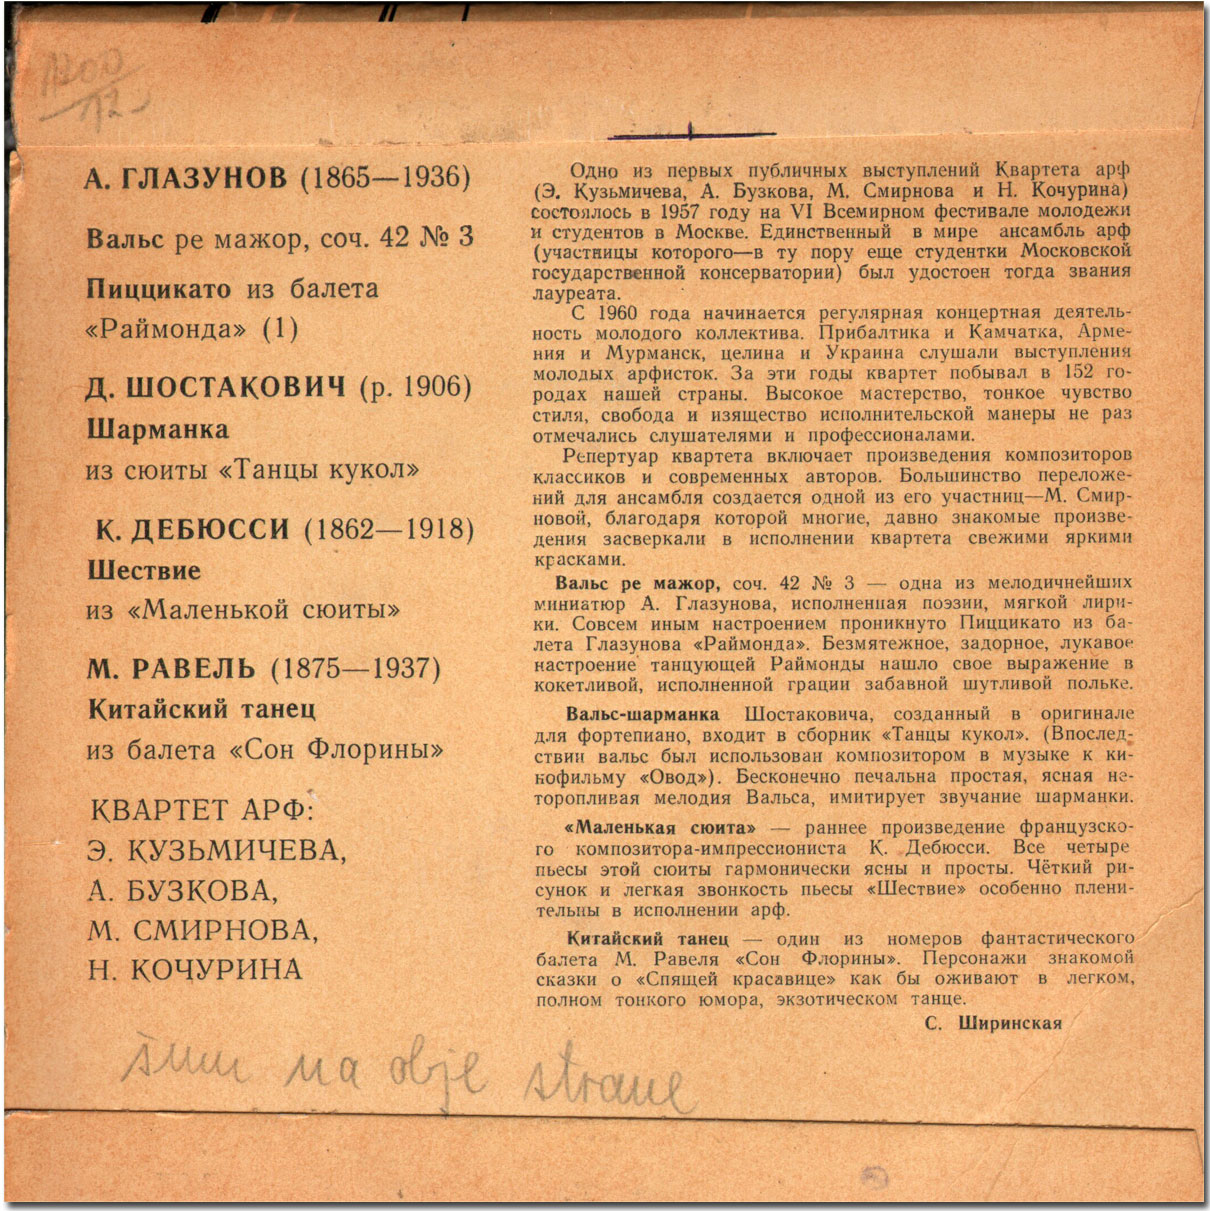 А. ГЛАЗУНОВ (1865—1936)
Вальс ре мажор, соч. 42 № 3
Пиццикато из балета
«Раймонда» (1)
Д. ШОСТАКОВИЧ (р. 1906)
Шарманка
из сюиты «Танцы кукол»
К. ДЕБЮССИ (1862—1918)
Шествие
из «Маленькой сюиты»
М. РАВЕЛЬ (1875—1937)
Китайский танец
из балета «Сон Флорины»
КВАРТЕТ АРФ:
Э. КУЗЬМИЧЕВА,
А. БУЗКОВА,
М. СМИРНОВА,
Н. КОЧУРИНА
Одно из первых публичных выступлений Квартета арф
(Э. Кузьмичева, А. Бузкова, М. Смирнова и Н. Кочурина)
состоялось в 1957 году на VI Всемирном фестивале молодежи
и студентов в Москве. Единственный в мире ансамбль арф
(участницы которого—в ту пору еще студентки Московской
государственной консерватории) был удостоен тогда звания
лауреата.
С 1960 года начинается регулярная концертная деятель-
ность молодого коллектива. Прибалтика и Камчатка, Арме-
ния и Мурманск, целина и Украина слушали выступления
молодых арфисток. За эти годы квартет побывал в 152 го-
родах нашей страны. Высокое мастерство, тонкое чувство
стиля, свобода и изящество исполнительской манеры не раз
отмечались слушателями и профессионалами.
Репертуар квартета включает произведения композиторов
классиков и современных авторов. Большинство переложе-
ний для ансамбля создается одной из его участниц—М. Смир-
новой, благодаря которой многие, давно знакомые произве-
дения засверкали в исполнении квартета свежими яркими
красками.
Вальс ре мажор, соч. 42 № 3 — одна из мелодичнейших
миниатюр А. Глазунова, исполненная поэзии, мягкой лири-
ки. Совсем иным настроением проникнуто Пиццикато из ба-
лета Глазунова «Раймонда». Безмятежное, задорное, лукавое
настроение танцующей Раймонды нашло свое выражение в
кокетливой, исполненной грации забавной шутливой польке.
Вальс-шарманка Шостаковича, созданный в оригинале
для фортепиано, входит в сборник «Танцы кукол». (Впослед-
ствии вальс был использован композитором в музыке к ки-
нофильму «Овод»). Бесконечно печальна простая, ясная не-
торопливая мелодия Вальса, имитирует звучание шарманки.
«Маленькая сюита» — раннее произведение французско-
го композитора-импрессиониста К. Дебюсси. Все четыре
пьесы этой сюиты гармонически ясны и просты. Чёткий ри-
сунок и легкая звонкость пьесы «Шествие» особенно плени-
тельны в исполнении арф.
Китайский танец — один из номеров фантастического
балета М. Равеля «Сон Флорины». Персонажи знакомой
сказки о «Спящей красавице» как бы оживают в легком,
полном тонкого юмора, экзотическом танце.
С. Ширинская
šum na obje strane